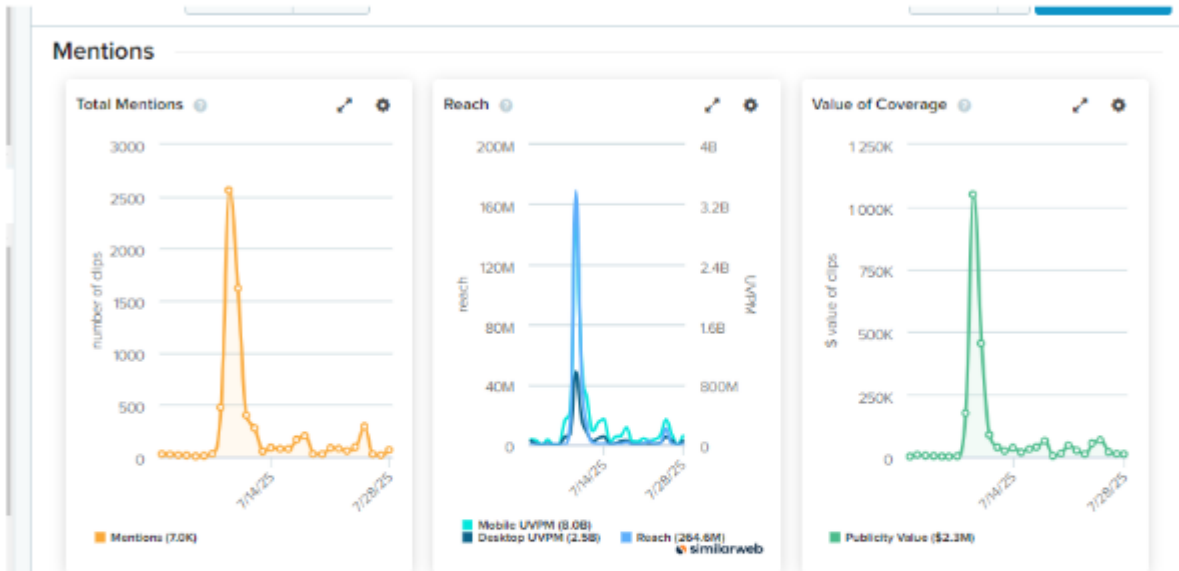 Mentions
Total Mentions
3000
2500
2000
1500
1000
500
0
number of clips
7/14/25
7/28/25
Mentions (7.0K)
Reach
200M
160M
120M
80M
40M
0
reach
4B
3.2B
2.4B
1.6B
800M
0
UVPM
7/14/25
7/28/25
Mobile UVPM (8.0B)
Desktop UVPM (2.5B) Reach (264.6M)
similarweb
Value of Coverage
1 250K
1 000K
750K
500K
250K
0
$ value of clips
7/14/25
7/28/25
Publicity Value ($2.3M)